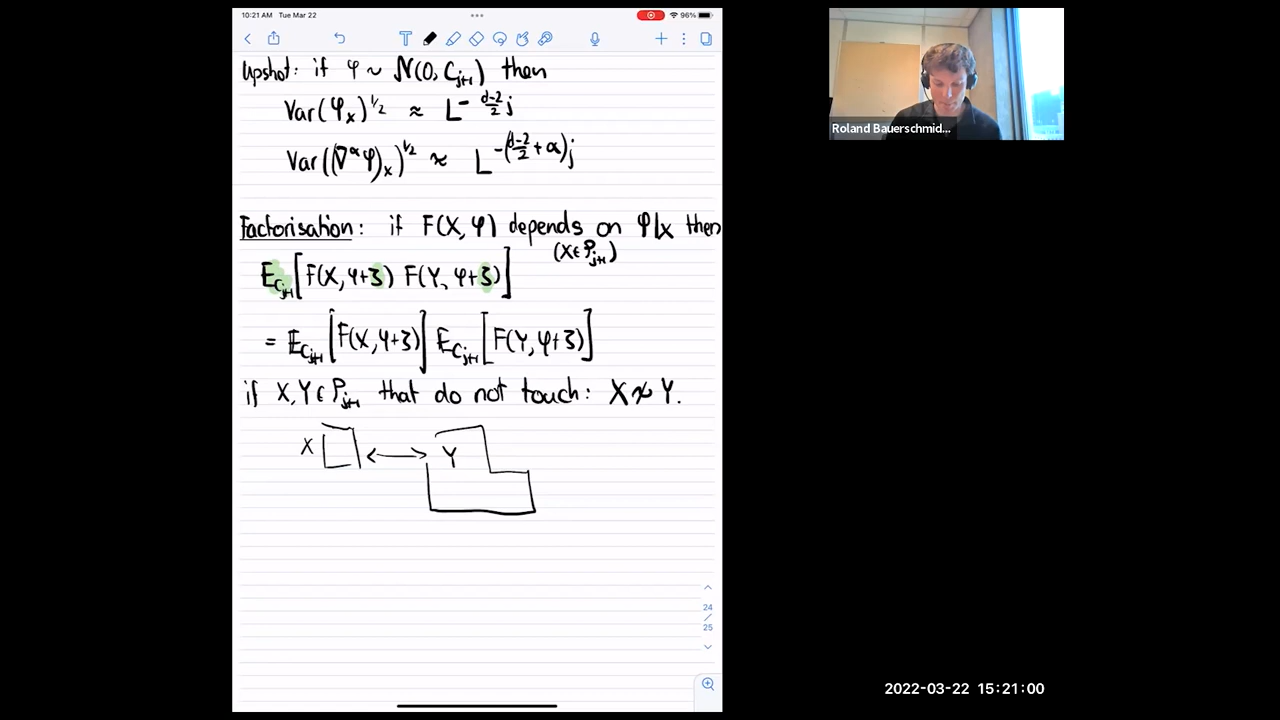 10:21 AM Tue Mar 22
96%
Upshot: if φ ~ N(0, C_{j+1}) then
Var(φ_x)^{1/2} ≈ L^{-\frac{d-2}{2}j}
Var((∇^α φ)_x)^{1/2} ≈ L^{-(\frac{d-2}{2}+α)j}
Factorisation: if F(X, φ) depends on φ|_X then
(X ∈ P_{j+1})
E_{C_{j+1}}[F(X, φ+ζ) F(Y, φ+ζ)]
= E_{C_{j+1}}[F(X, φ+ζ)] E_{C_{j+1}}[F(Y, φ+ζ)]
if X, Y ∈ P_{j+1} that do not touch: X ≁ Y.
X ↔ Y
24
/
25
Roland Bauerschmid...
2022-03-22 15:21:00